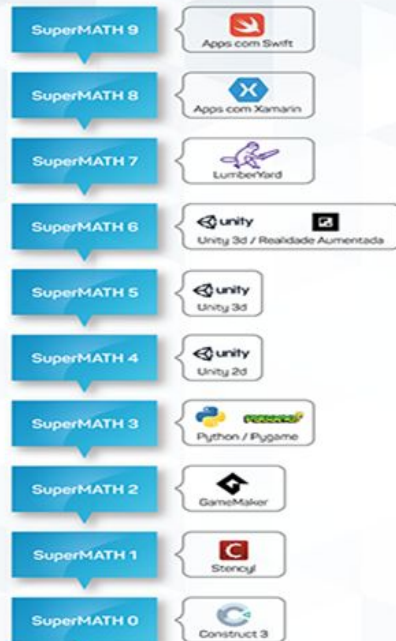 SuperMATH 9
Apps com Swift
SuperMATH 8
Apps com Xamarin
SuperMATH 7
LumberYard
SuperMATH 6
unity
Unity 3d / Realidade Aumentada
SuperMATH 5
unity
Unity 3d
SuperMATH 4
unity
Unity 2d
SuperMATH 3
pygame
Python / Pygame
SuperMATH 2
GameMaker
SuperMATH 1
C
Stencyl
SuperMATH 0
C
Construct 3